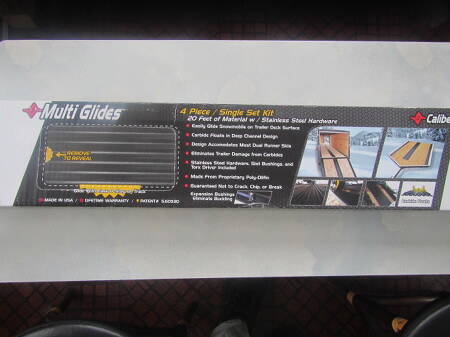 Multi Glides
4 Piece / Single Set Kit
20 Feet of Material w / Stainless Steel Hardware
Easily Glide Snowmobile on Trailer Deck Surface
Carbide Floats in Deep Channel Design
Design Accomodates Most Dual Runner Skis
Eliminates Trailer Damage from Carbides
Stainless Steel Hardware, Slot Bushings, and
Torx Driver Included
Made From Proprietary Poly-Olifin
Guaranteed Not to Crack, Chip, or Break
Expansion Bushings
Eliminate Buckling
REMOVE
TO REVEAL
MADE IN USA / LIFETIME WARRANTY / PATENT#
Calibe